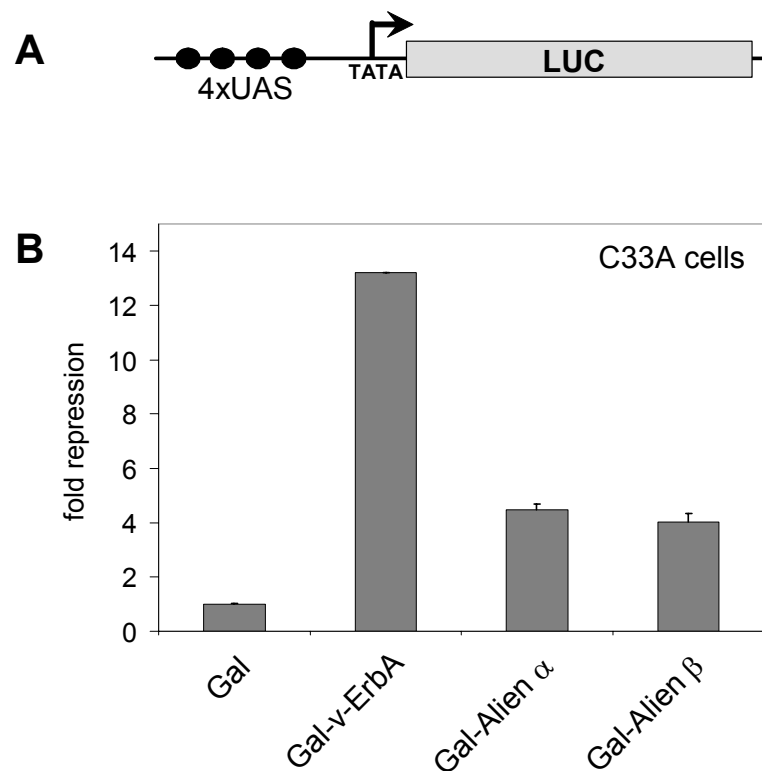 A
4xUAS
TATA
LUC
B
C33A cells
fold repression
14
12
10
8
6
4
2
0
Gal
Gal-v-ErbA
Gal-Alien α
Gal-Alien β